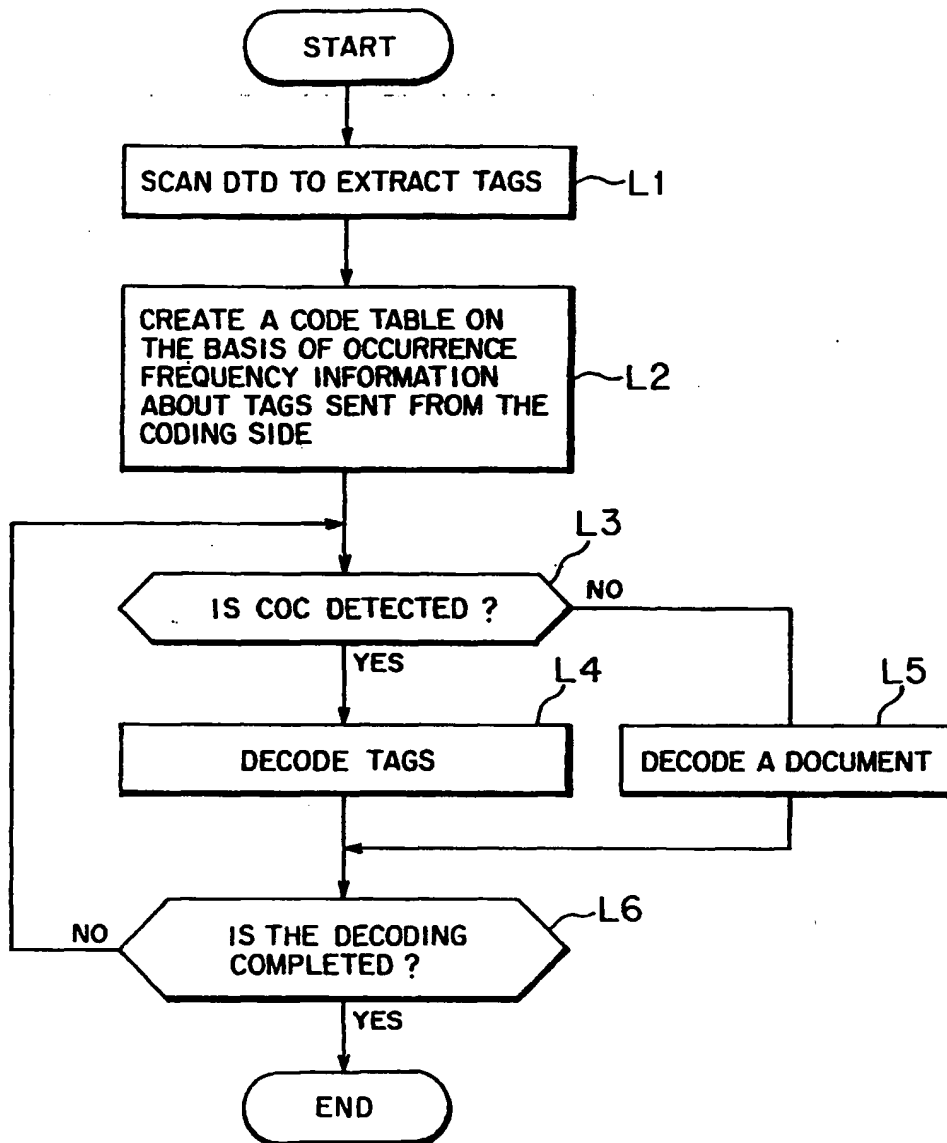 START
SCAN DTD TO EXTRACT TAGS
L1
CREATE A CODE TABLE ON
THE BASIS OF OCCURRENCE
FREQUENCY INFORMATION
ABOUT TAGS SENT FROM THE
CODING SIDE
L2
L3
IS COC DETECTED ?
NO
YES
L4
L5
DECODE TAGS
DECODE A DOCUMENT
L6
NO
IS THE DECODING
COMPLETED ?
YES
END